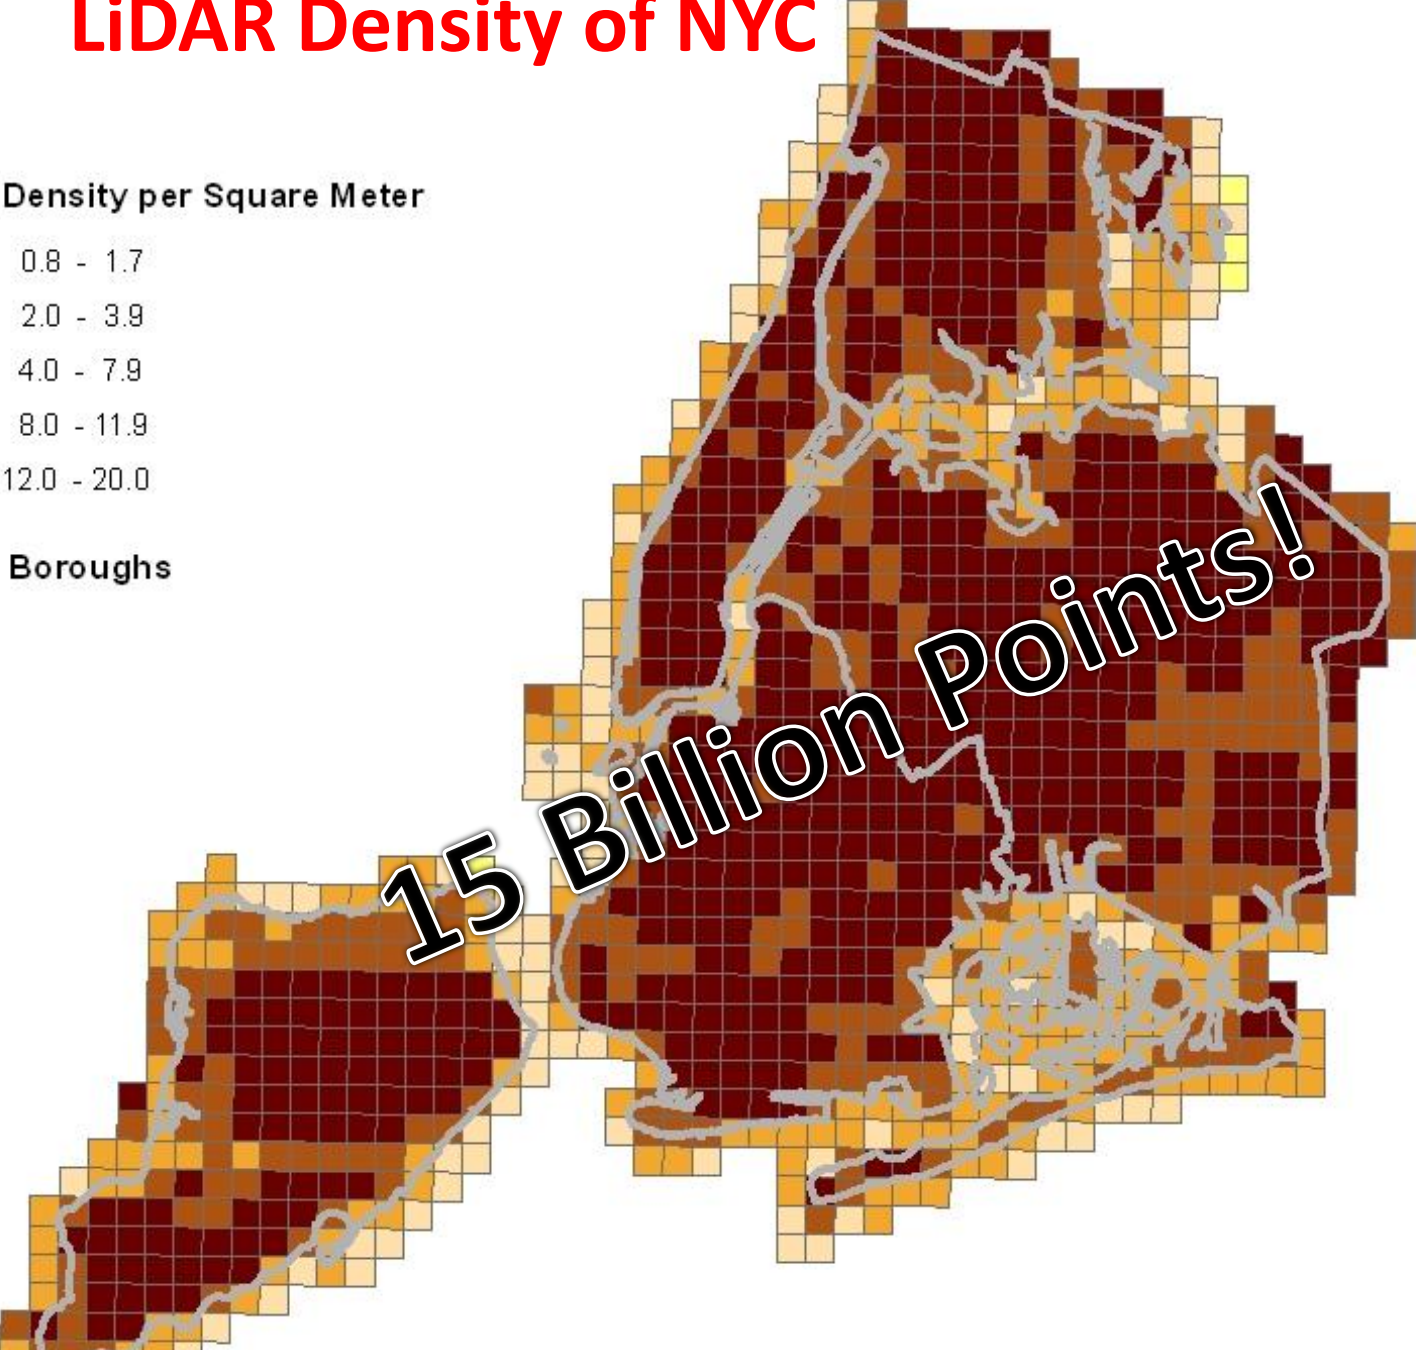 LiDAR Density of NYC
Density per Square Meter
0.8 - 1.7
2.0 - 3.9
4.0 - 7.9
8.0 - 11.9
12.0 - 20.0
Boroughs
15 Billion Points!